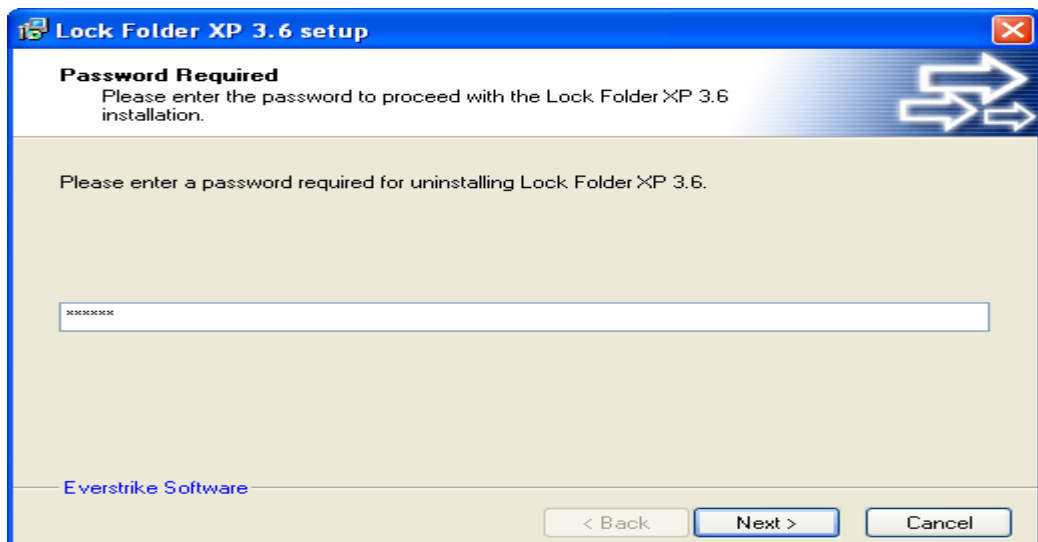 Lock Folder XP 3.6 setup
Password Required
Please enter the password to proceed with the Lock Folder XP 3.6
installation.
Please enter a password required for uninstalling Lock Folder XP 3.6.
******
Everstrike Software
< Back
Next >
Cancel